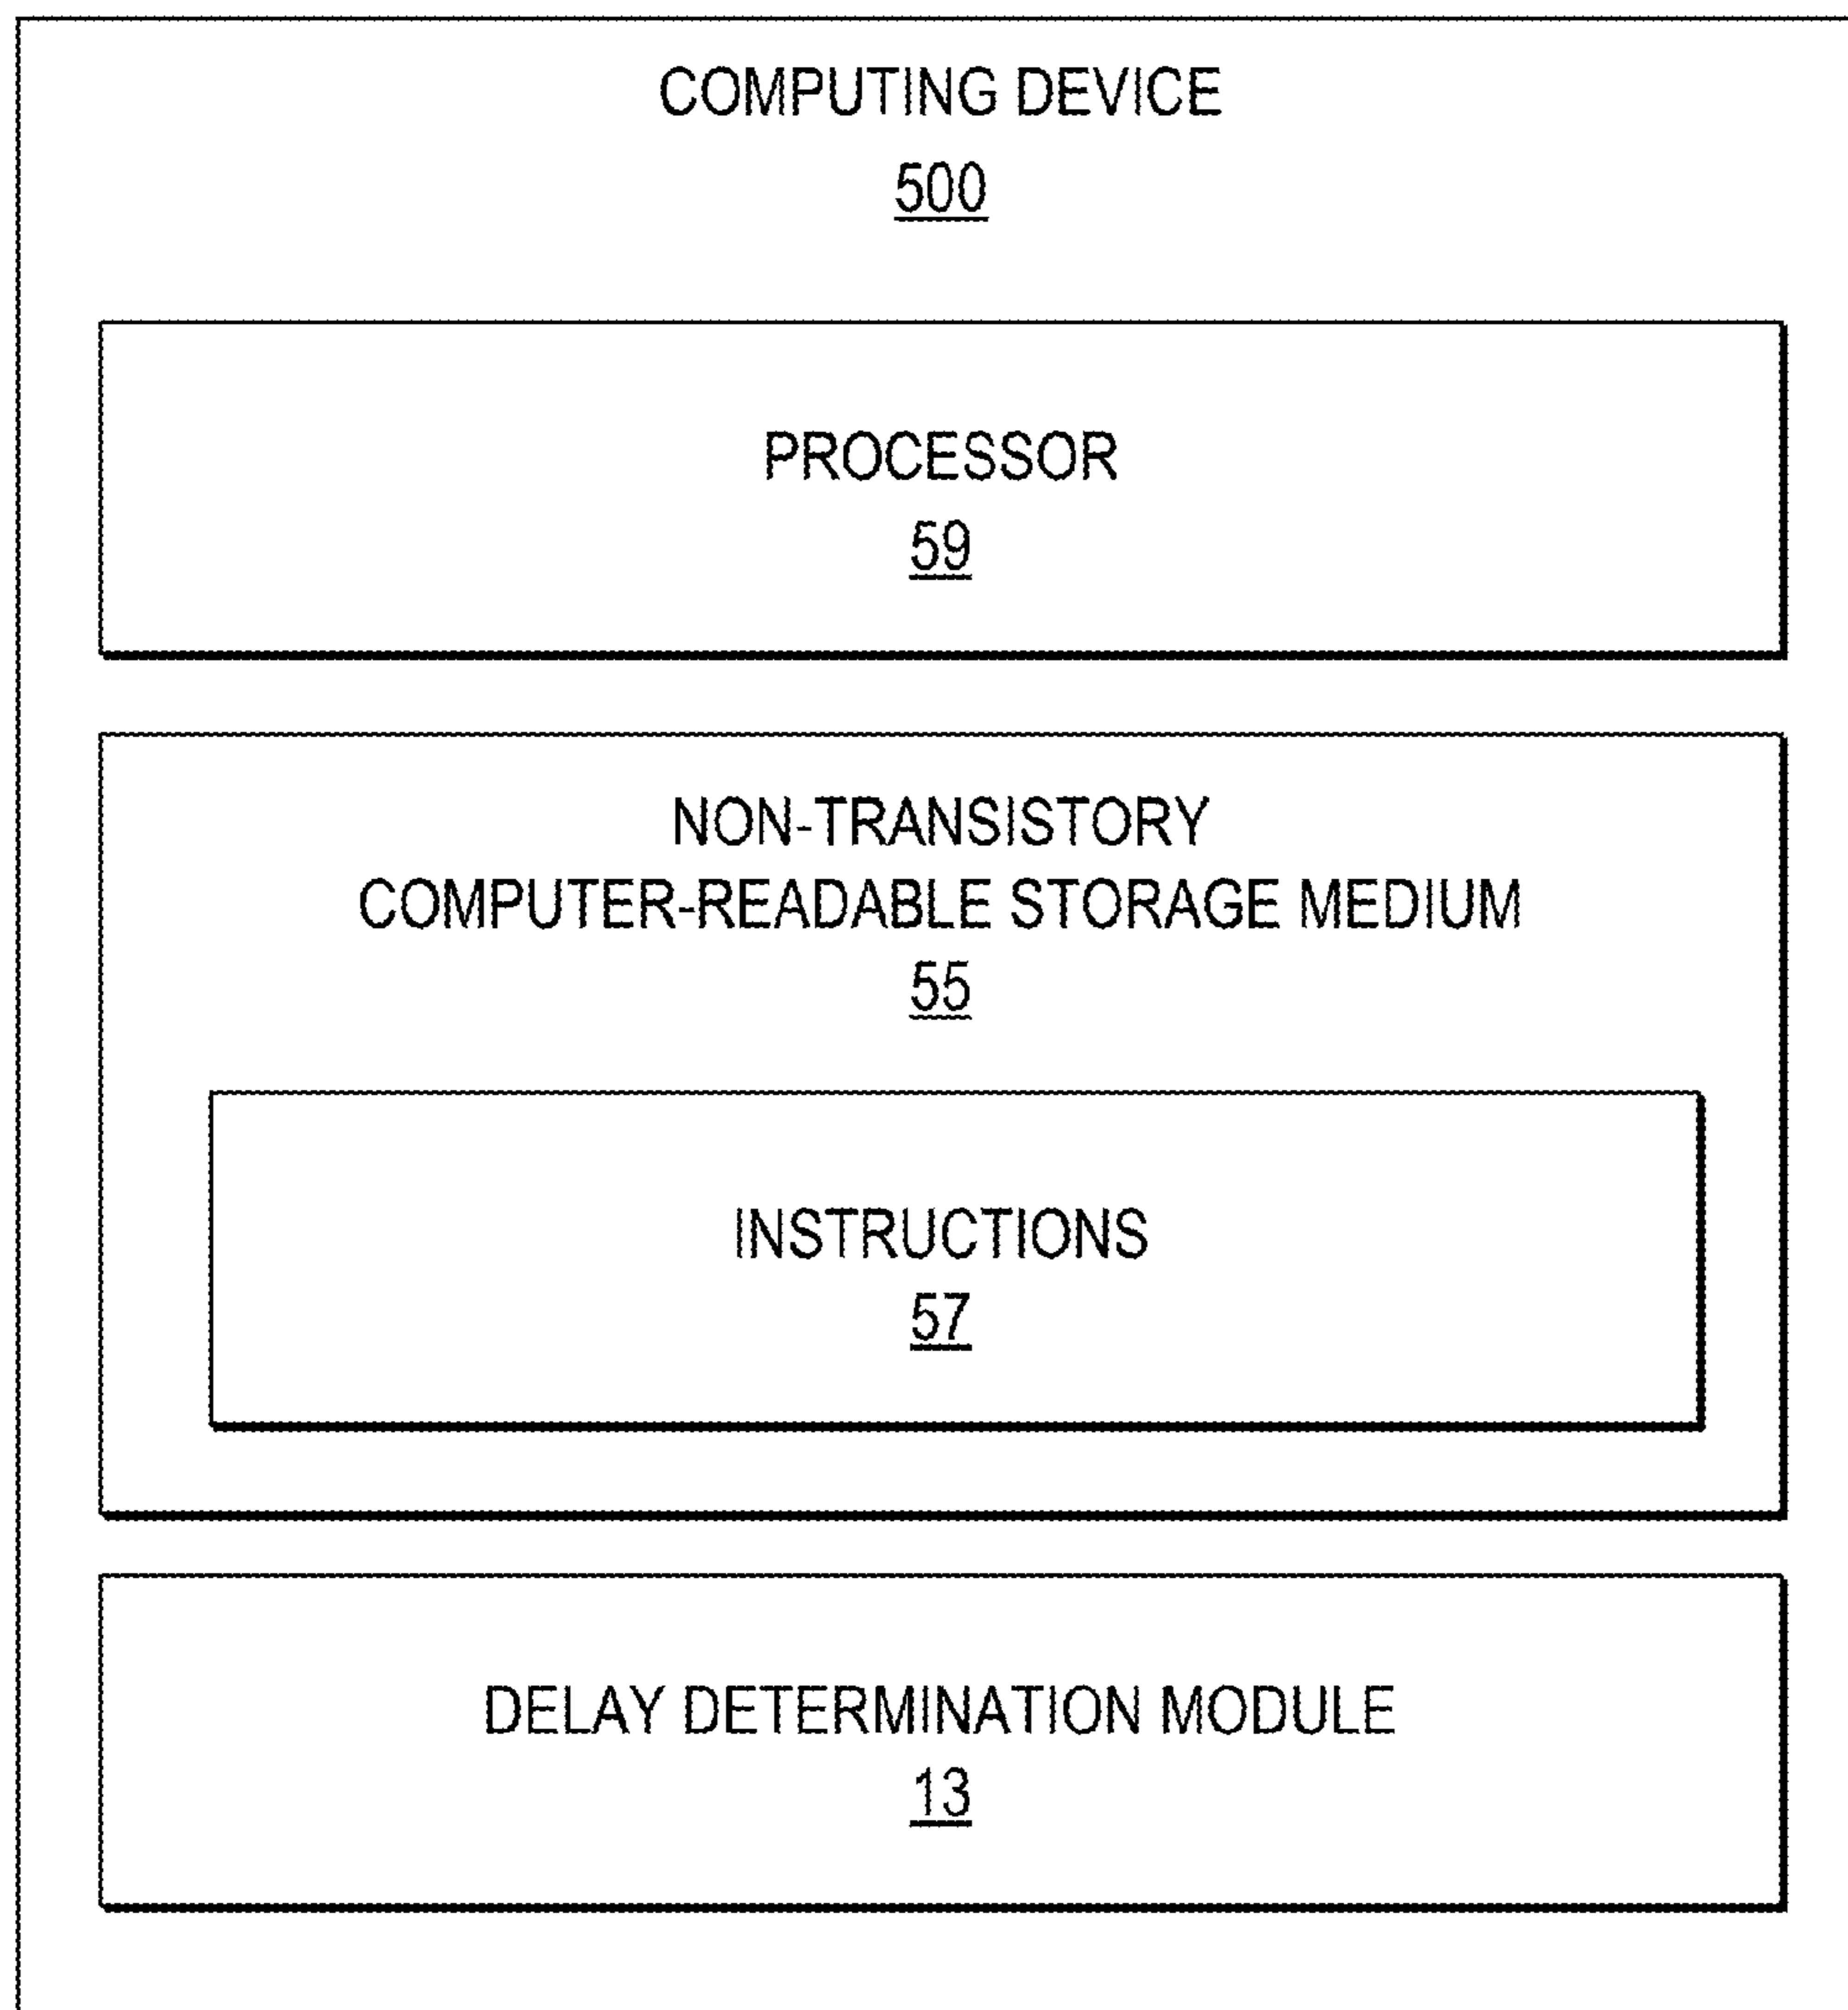 COMPUTING DEVICE
500
PROCESSOR
59
NON-TRANSISTORY
COMPUTER-READABLE STORAGE MEDIUM
55
INSTRUCTIONS
57
DELAY DETERMINATION MODULE
13